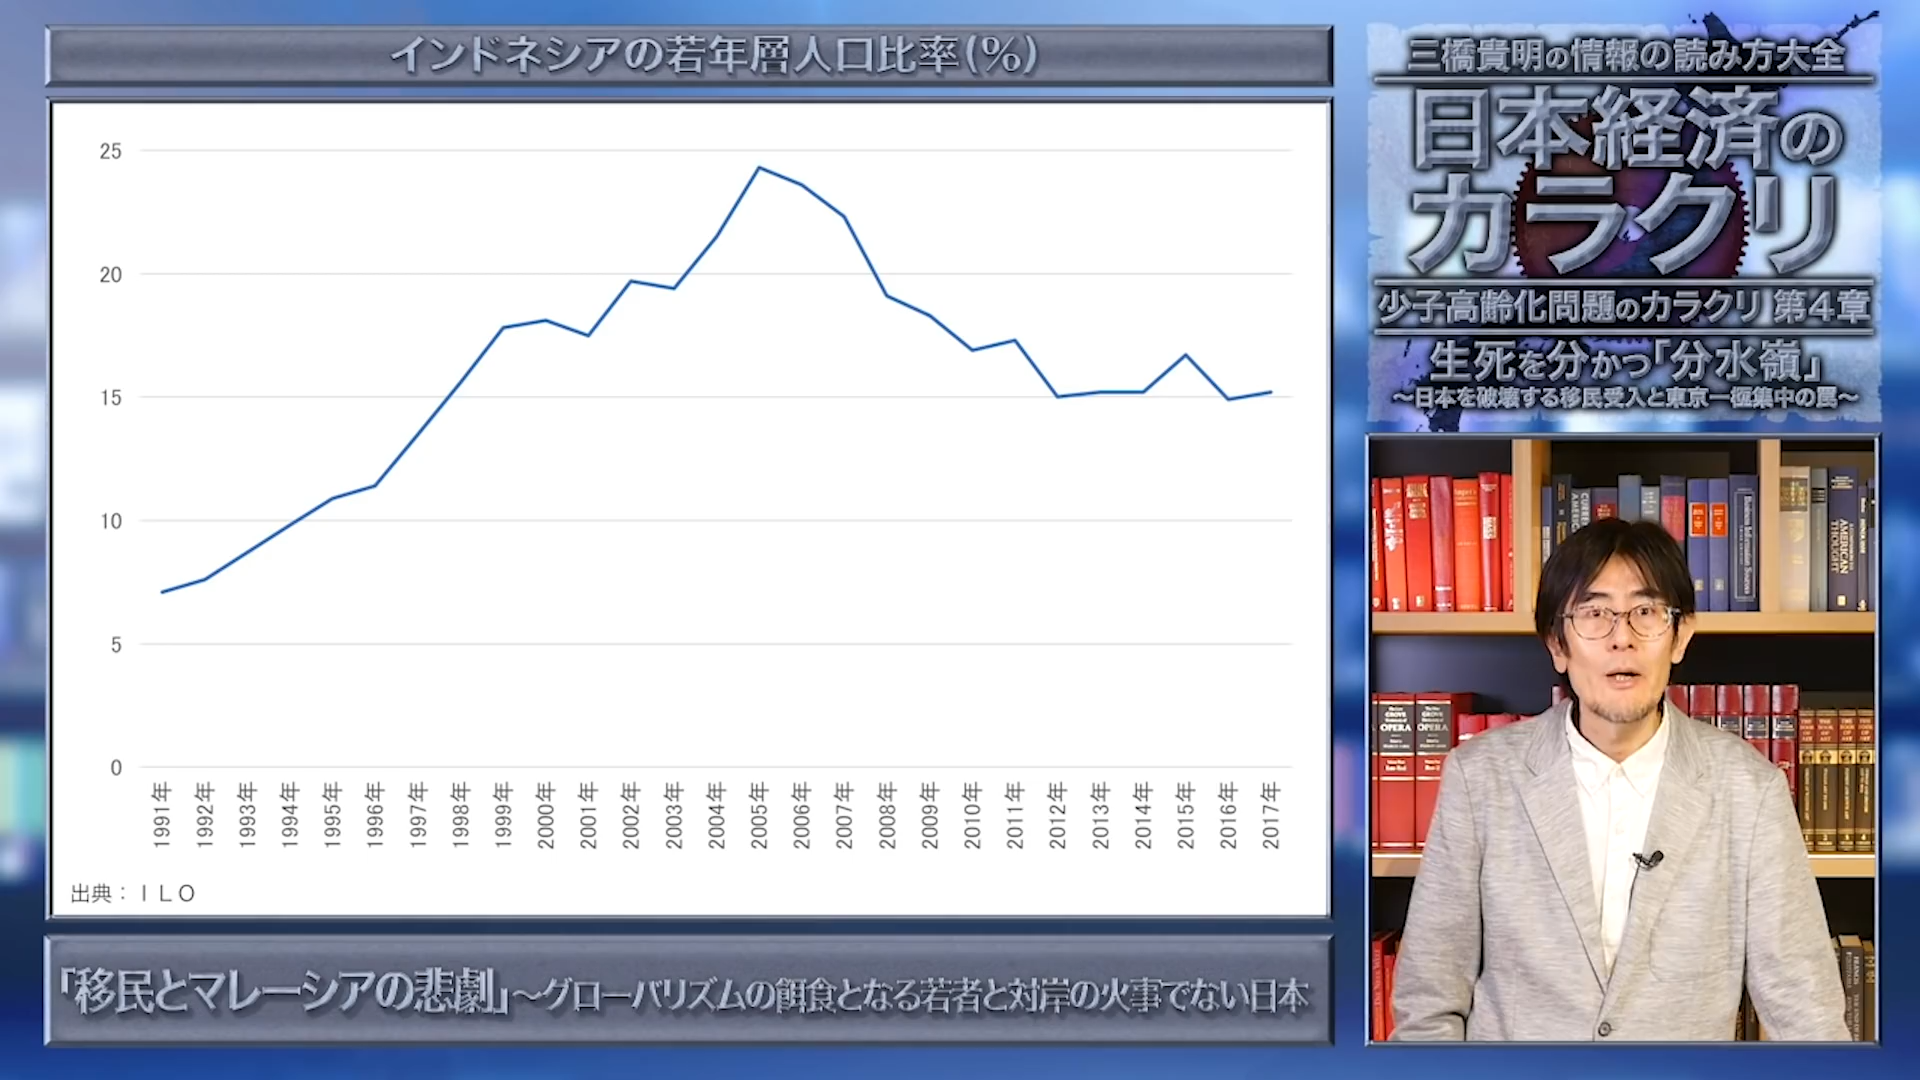 インドネシアの若年層人口比率(%)
25
20
15
10
5
0
1991年 1992年 1993年 1994年 1995年 1996年 1997年 1998年 1999年 2000年 2001年 2002年 2003年 2004年 2005年 2006年 2007年 2008年 2009年 2010年 2011年 2012年 2013年 2014年 2015年 2016年 2017年
出典：ＩＬＯ
「移民とマレーシアの悲劇」～グローバリズムの餌食となる若者と対岸の火事でない日本
三橋貴明の情報の読み方大全
日本経済の
カラクリ
少子高齢化問題のカラクリ 第4章
生死を分かつ「分水嶺」
～日本を破壊する移民受入と東京一極集中の罠～
AMERICAN
THOUGHT
GROVE
OPERA
GROVE
OPERA